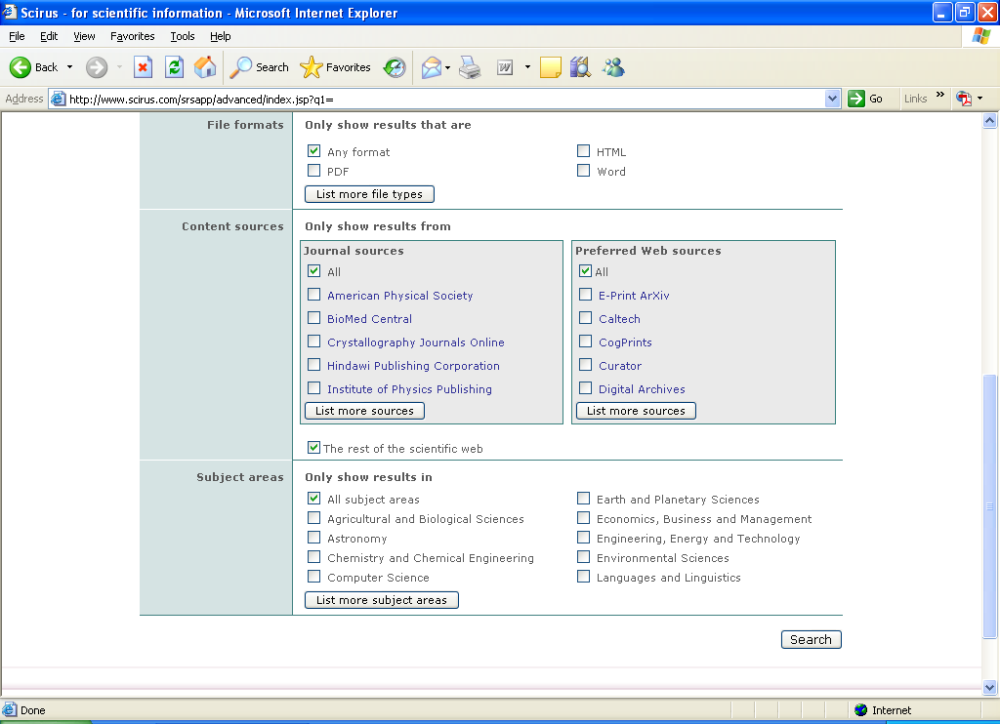 Scirus - for scientific information - Microsoft Internet Explorer
File Edit View Favorites Tools Help
Back Search Favorites
Address http://www.scirus.com/srsapp/advanced/index.jsp?q1= Go Links »
File formats Only show results that are
Any format HTML
PDF Word
List more file types
Content sources Only show results from
Journal sources Preferred Web sources
All All
American Physical Society E-Print ArXiv
BioMed Central Caltech
Crystallography Journals Online CogPrints
Hindawi Publishing Corporation Curator
Institute of Physics Publishing Digital Archives
List more sources List more sources
The rest of the scientific web
Subject areas Only show results in
All subject areas Earth and Planetary Sciences
Agricultural and Biological Sciences Economics, Business and Management
Astronomy Engineering, Energy and Technology
Chemistry and Chemical Engineering Environmental Sciences
Computer Science Languages and Linguistics
List more subject areas
Search
Done Internet